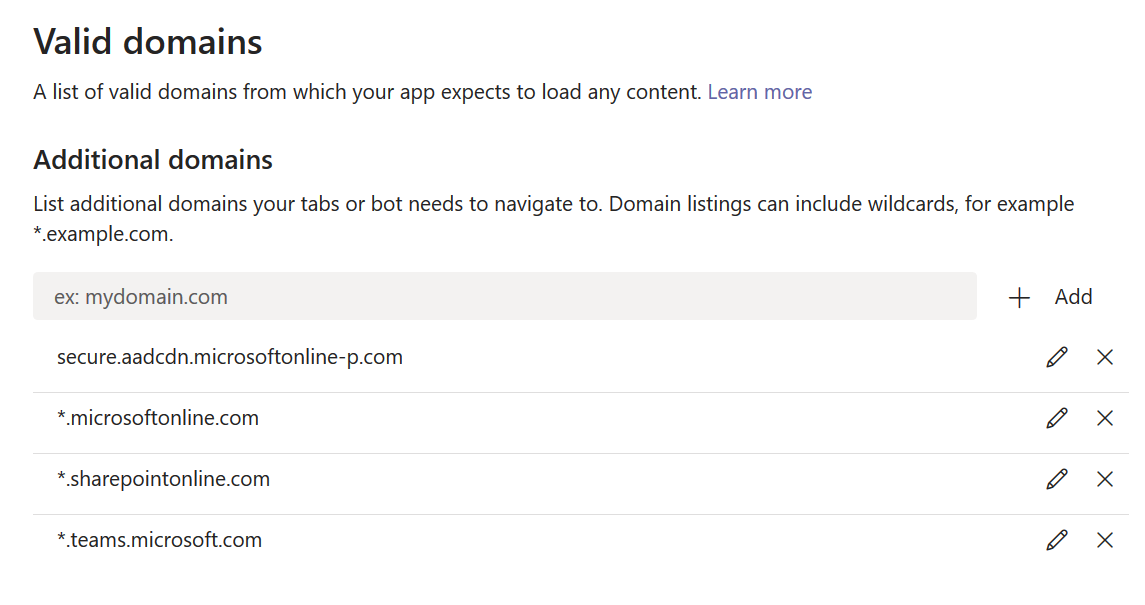 Valid domains
A list of valid domains from which your app expects to load any content. Learn more
Additional domains
List additional domains your tabs or bot needs to navigate to. Domain listings can include wildcards, for example
*.example.com.
ex: mydomain.com
Add
secure.aadcdn.microsoftonline-p.com
*.microsoftonline.com
*.sharepointonline.com
*.teams.microsoft.com